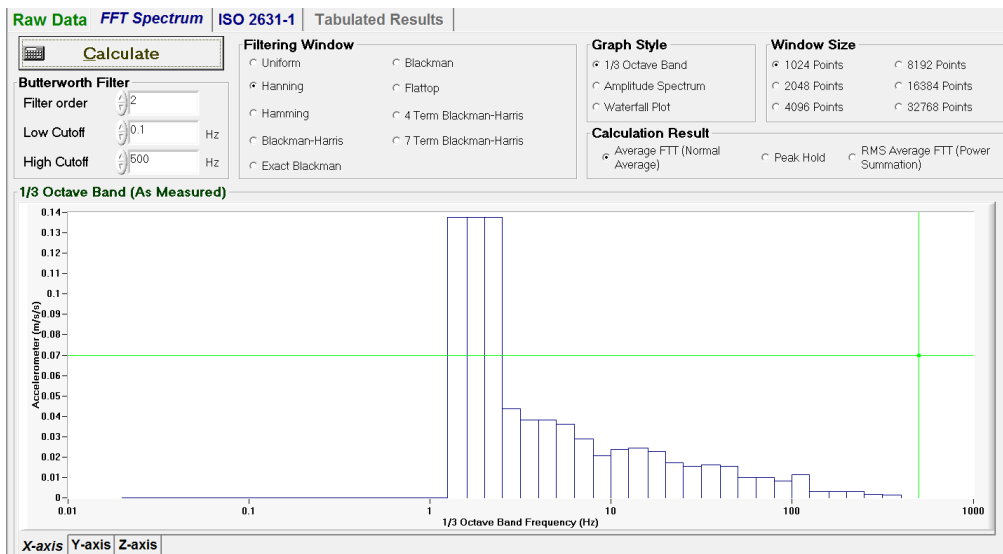 Raw Data FFT Spectrum ISO 2631-1 Tabulated Results
Calculate
Butterworth Filter
Filter order 2
Low Cutoff 0.1 Hz
High Cutoff 500 Hz
Filtering Window
Uniform Blackman
Hanning Flattop
Hamming 4 Term Blackman-Harris
Blackman-Harris 7 Term Blackman-Harris
Exact Blackman
Graph Style
1/3 Octave Band
Amplitude Spectrum
Waterfall Plot
Window Size
1024 Points 8192 Points
2048 Points 16384 Points
4096 Points 32768 Points
Calculation Result
Average FTT (Normal
Average)
Peak Hold
RMS Average FTT (Power
Summation)
1/3 Octave Band (As Measured)
Accelerometer (m/s/s)
0.14
0.13
0.12
0.11
0.1
0.09
0.08
0.07
0.06
0.05
0.04
0.03
0.02
0.01
0
0.01 0.1 1 10 100 1000
1/3 Octave Band Frequency (Hz)
X-axis Y-axis Z-axis